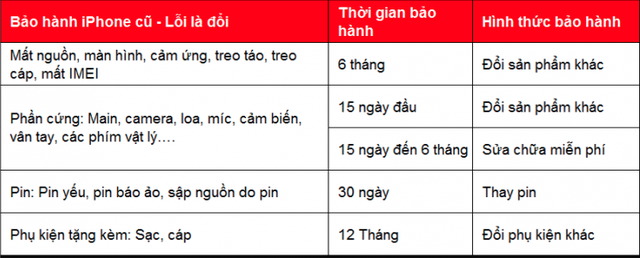 Bảo hành iPhone cũ - Lỗi là đổi
Thời gian bảo
hành
Hình thức bảo hành
Mất nguồn, màn hình, cảm ứng, treo táo, treo
cáp, mất IMEI
6 tháng
Đổi sản phẩm khác
Phần cứng: Main, camera, loa, míc, cảm biến,
vân tay, các phím vật lý….
15 ngày đầu
Đổi sản phẩm khác
15 ngày đến 6 tháng
Sửa chữa miễn phí
Pin: Pin yếu, pin báo ảo, sập nguồn do pin
30 ngày
Thay pin
Phụ kiện tặng kèm: Sạc, cáp
12 Tháng
Đổi phụ kiện khác